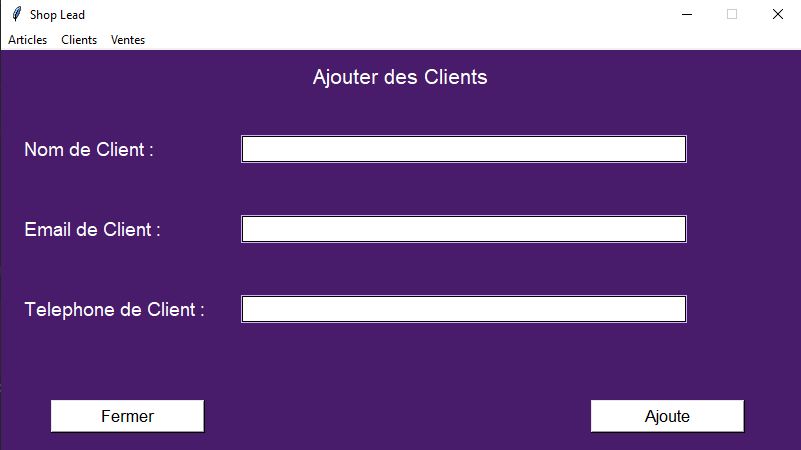 Shop Lead
Articles Clients Ventes
Ajouter des Clients
Nom de Client :
Email de Client :
Telephone de Client :
Fermer Ajoute